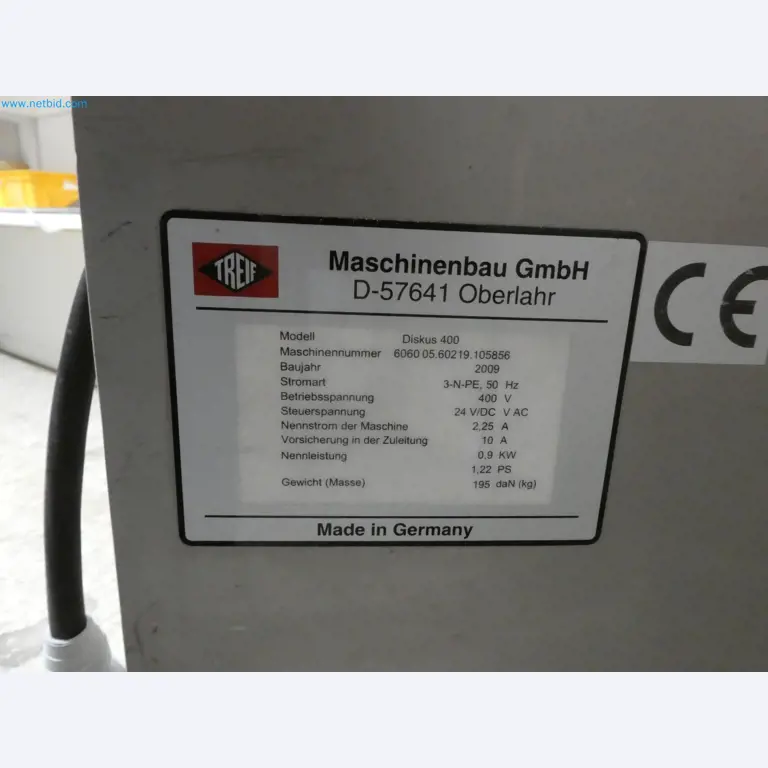 www.netbid.com
TREIF
Maschinenbau GmbH
D-57641 Oberlahr
Modell Diskus 400
Maschinennummer 6060 05.60219.105856
Baujahr 2009
Stromart 3-N-PE, 50 Hz
Betriebsspannung 400 V
Steuerspannung 24 V/DC V AC
Nennstrom der Maschine 2,25 A
Vorsicherung in der Zuleitung 10 A
Nennleistung 0,9 KW
1,22 PS
Gewicht (Masse) 195 daN (kg)
Made in Germany
CE